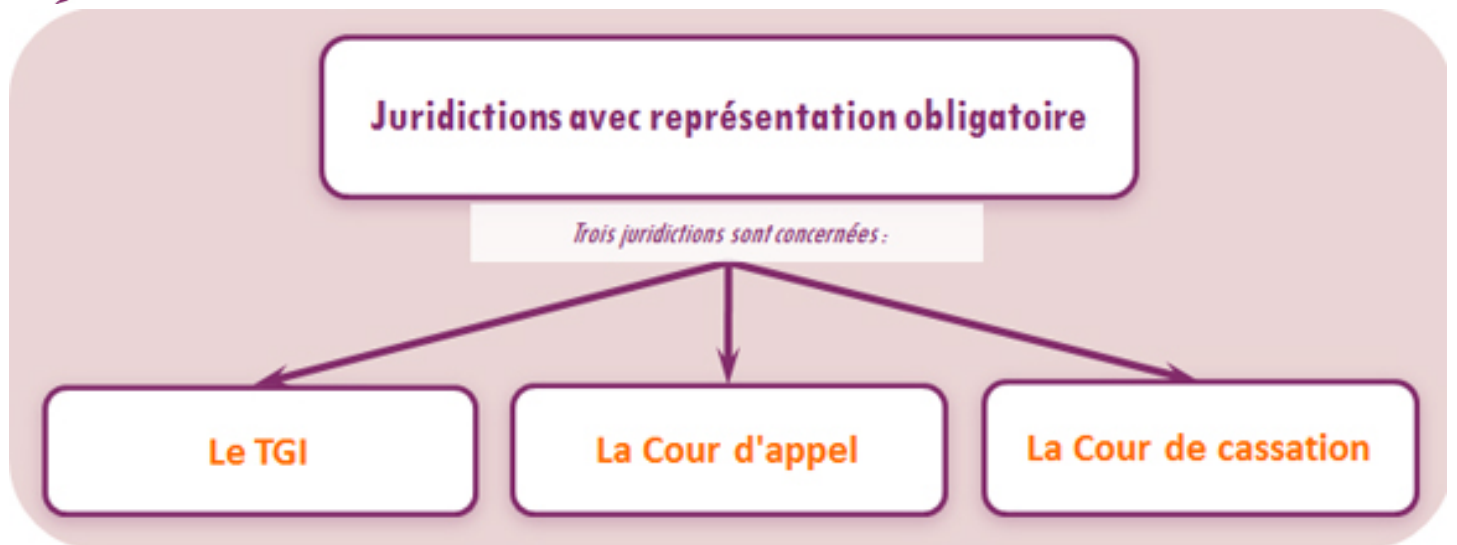 Juridictions avec représentation obligatoire
Trois juridictions sont concernées :
Le TGI
La Cour d'appel
La Cour de cassation